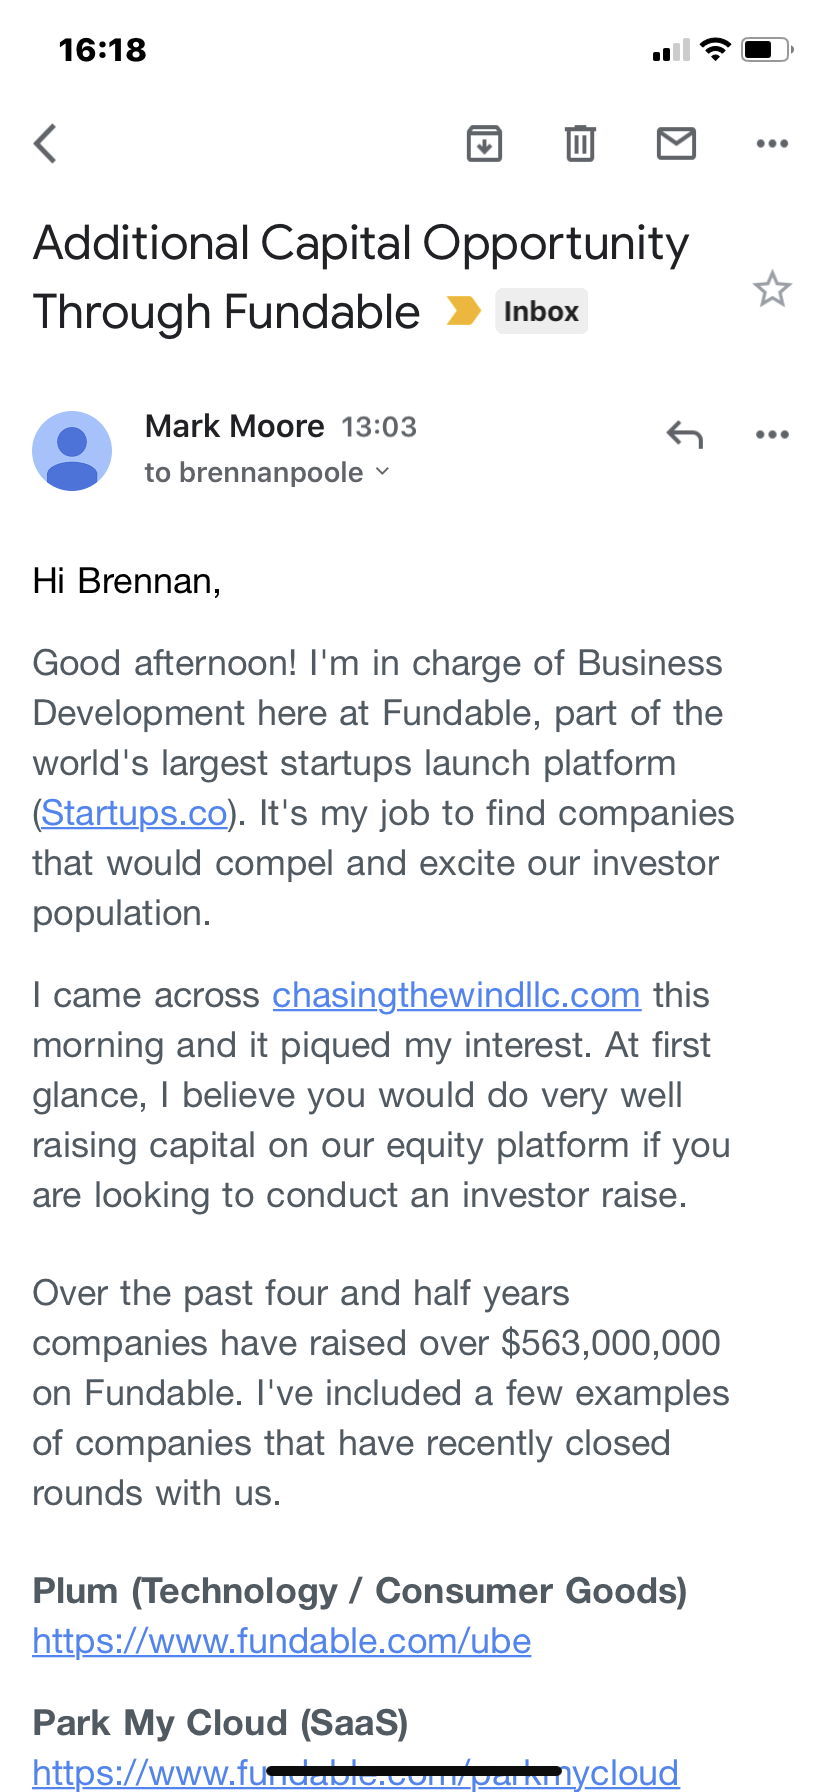 16:18
Additional Capital Opportunity
Through Fundable Inbox
Mark Moore 13:03
to brennanpoole
Hi Brennan,
Good afternoon! I'm in charge of Business
Development here at Fundable, part of the
world's largest startups launch platform
(Startups.co). It's my job to find companies
that would compel and excite our investor
population.
I came across chasingthewindllc.com this
morning and it piqued my interest. At first
glance, I believe you would do very well
raising capital on our equity platform if you
are looking to conduct an investor raise.
Over the past four and half years
companies have raised over $563,000,000
on Fundable. I've included a few examples
of companies that have recently closed
rounds with us.
Plum (Technology / Consumer Goods)
https://www.fundable.com/ube
Park My Cloud (SaaS)
https://www.fundable.com/parkmycloud